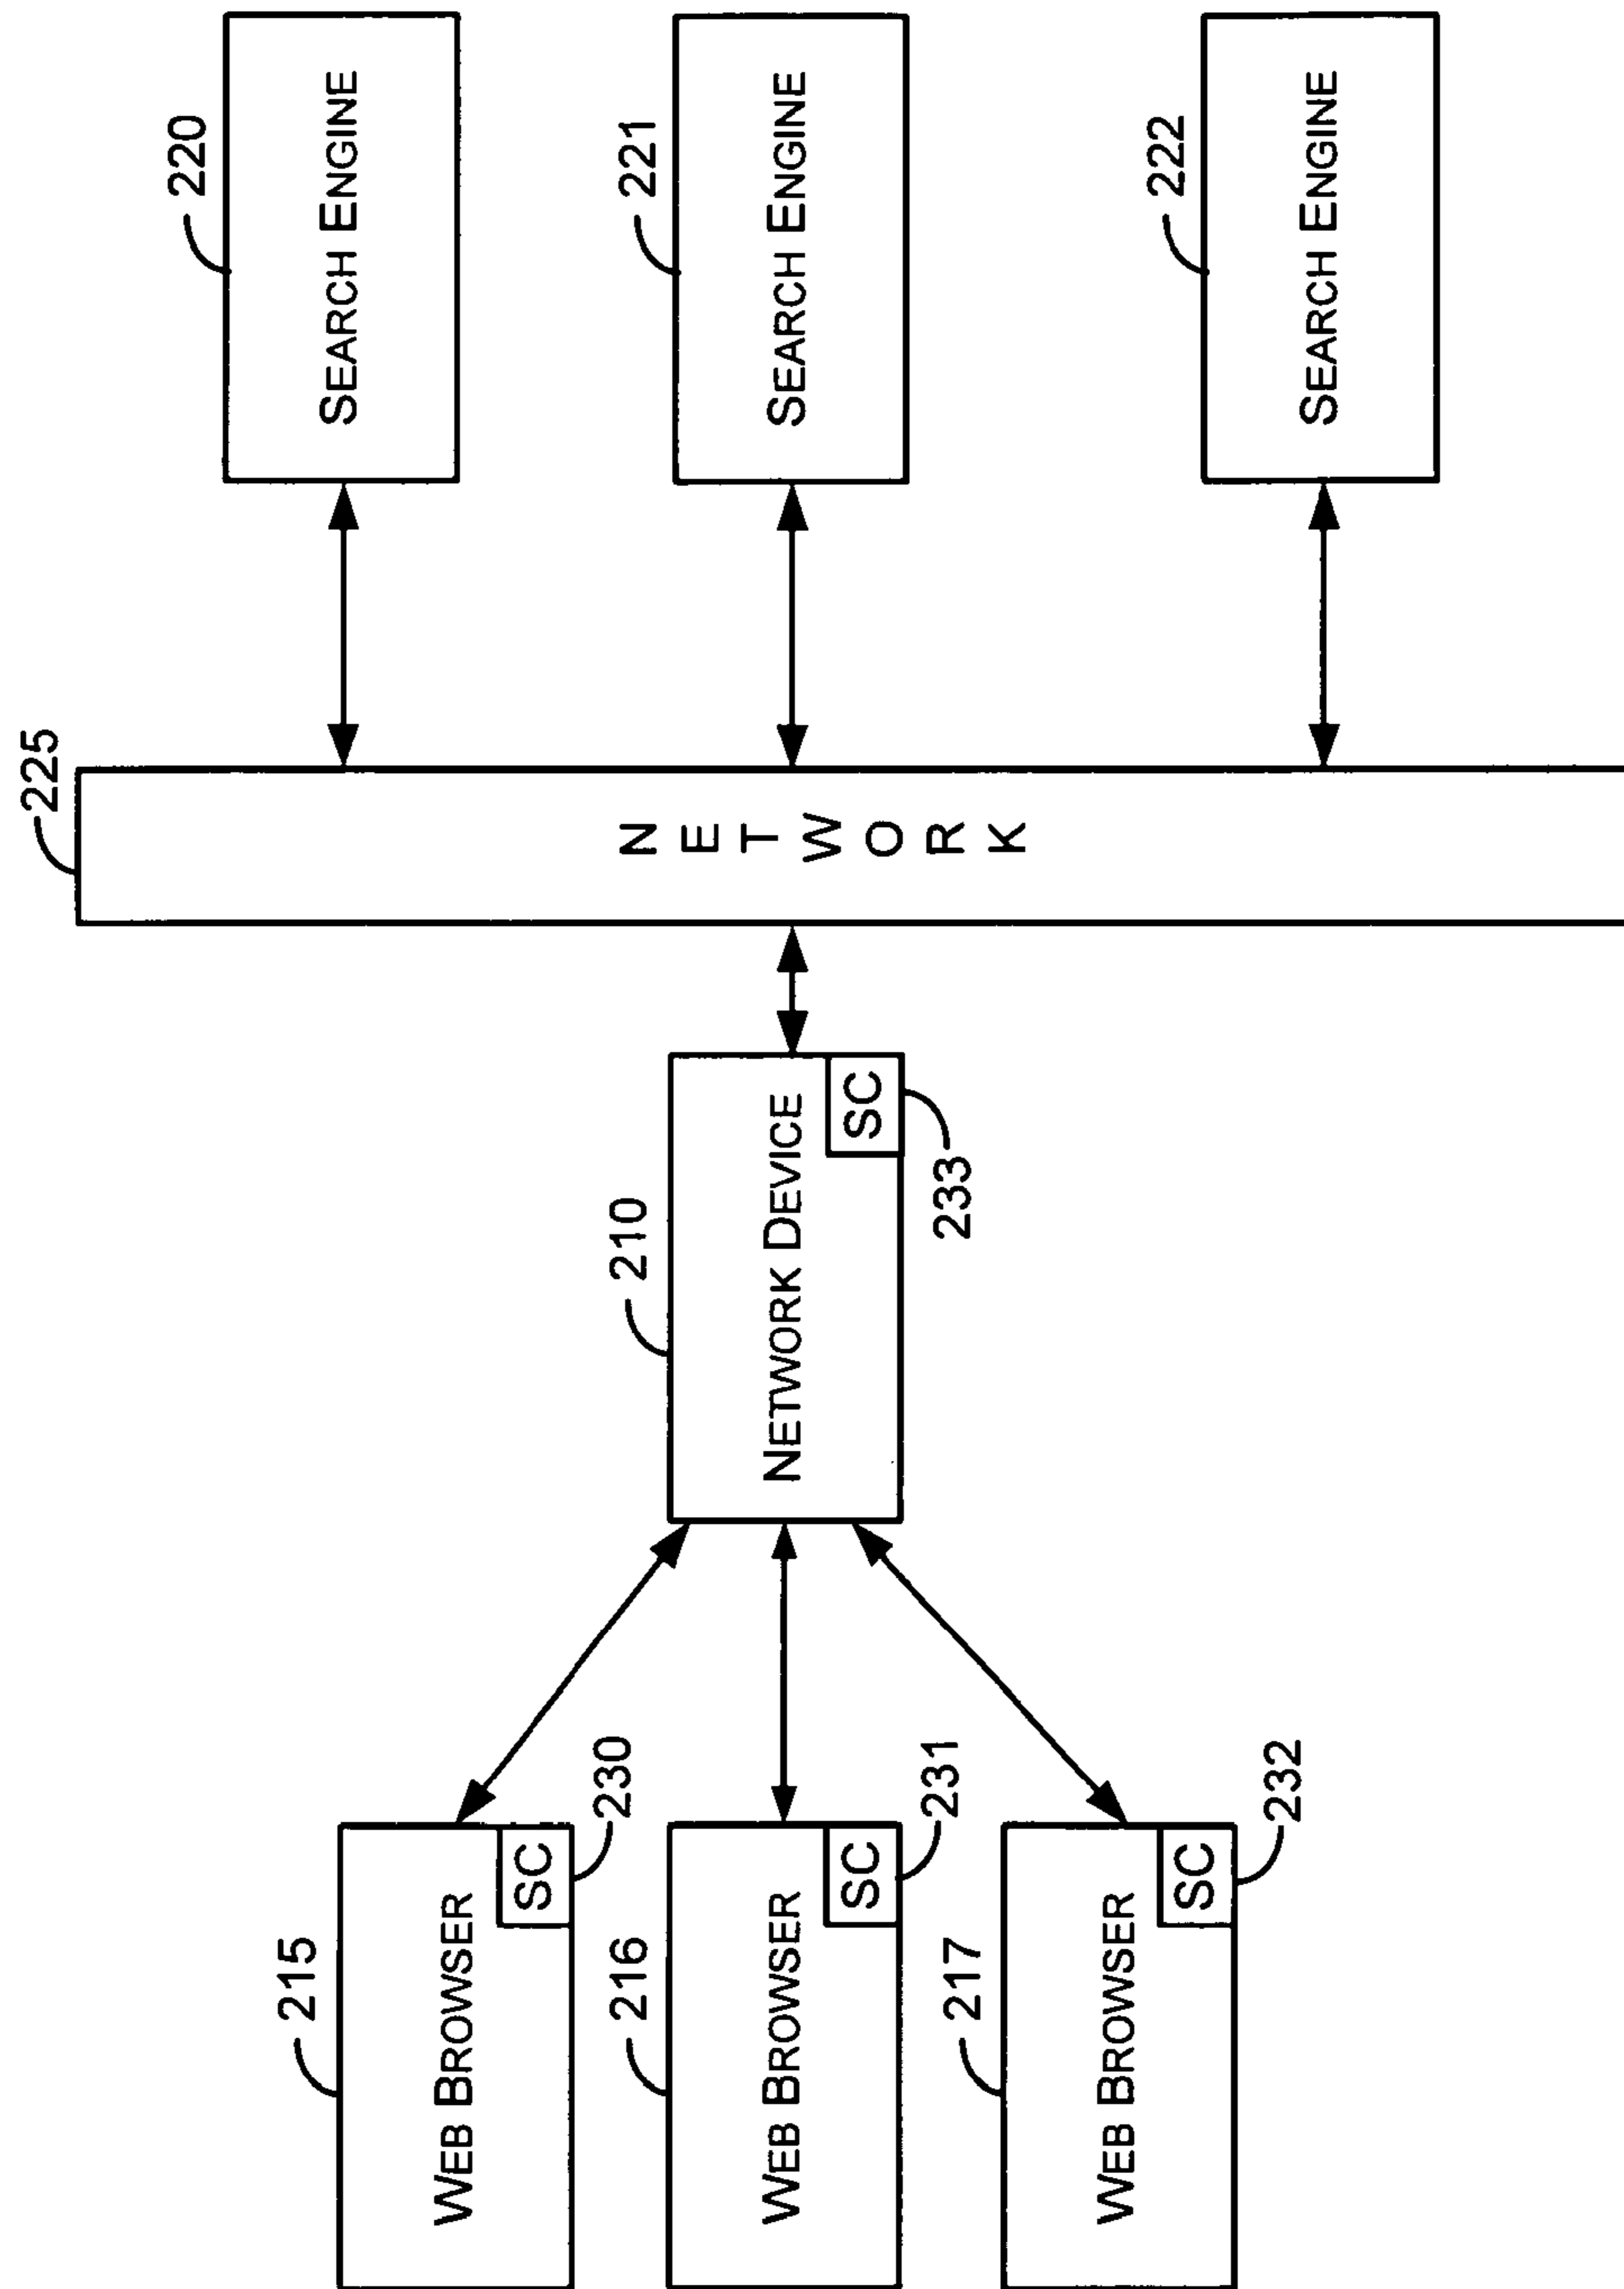 215
WEB BROWSER
SC
230
216
WEB BROWSER
SC
231
217
WEB BROWSER
SC
232
210
NETWORK DEVICE
SC
233
225
NETWORK
220
SEARCH ENGINE
221
SEARCH ENGINE
222
SEARCH ENGINE